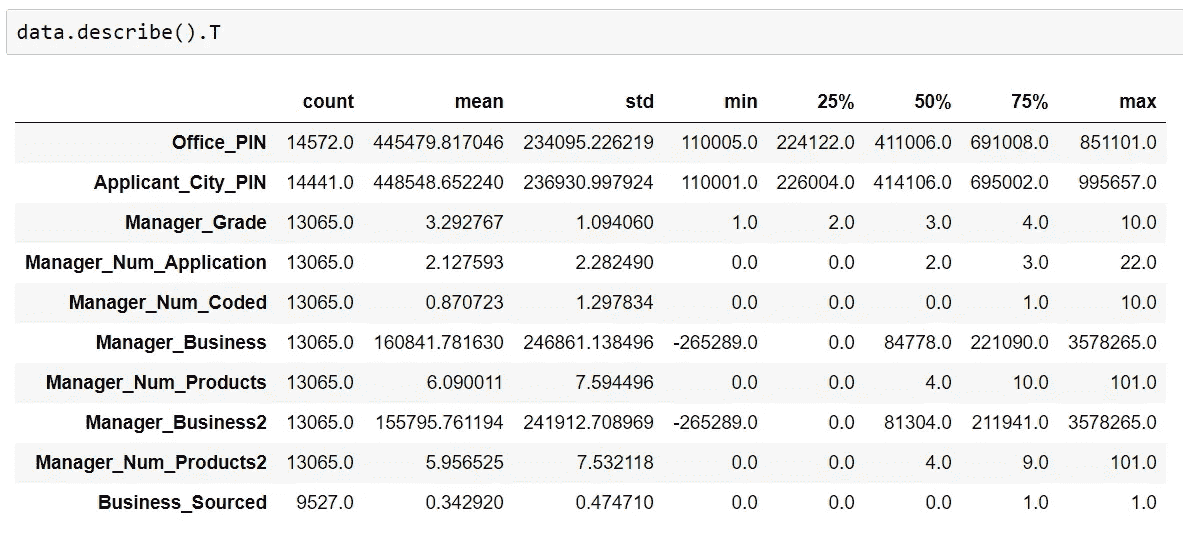 data.describe().T
count mean std min 25% 50% 75% max
Office_PIN 14572.0 445479.817046 234095.226219 110005.0 224122.0 411006.0 691008.0 851101.0
Applicant_City_PIN 14441.0 448548.652240 236930.997924 110001.0 226004.0 414106.0 695002.0 995657.0
Manager_Grade 13065.0 3.292767 1.094060 1.0 2.0 3.0 4.0 10.0
Manager_Num_Application 13065.0 2.127593 2.282490 0.0 0.0 2.0 3.0 22.0
Manager_Num_Coded 13065.0 0.870723 1.297834 0.0 0.0 0.0 1.0 10.0
Manager_Business 13065.0 160841.781630 246861.138496 -265289.0 0.0 84778.0 221090.0 3578265.0
Manager_Num_Products 13065.0 6.090011 7.594496 0.0 0.0 4.0 10.0 101.0
Manager_Business2 13065.0 155795.761194 241912.708969 -265289.0 0.0 81304.0 211941.0 3578265.0
Manager_Num_Products2 13065.0 5.956525 7.532118 0.0 0.0 4.0 9.0 101.0
Business_Sourced 9527.0 0.342920 0.474710 0.0 0.0 0.0 1.0 1.0